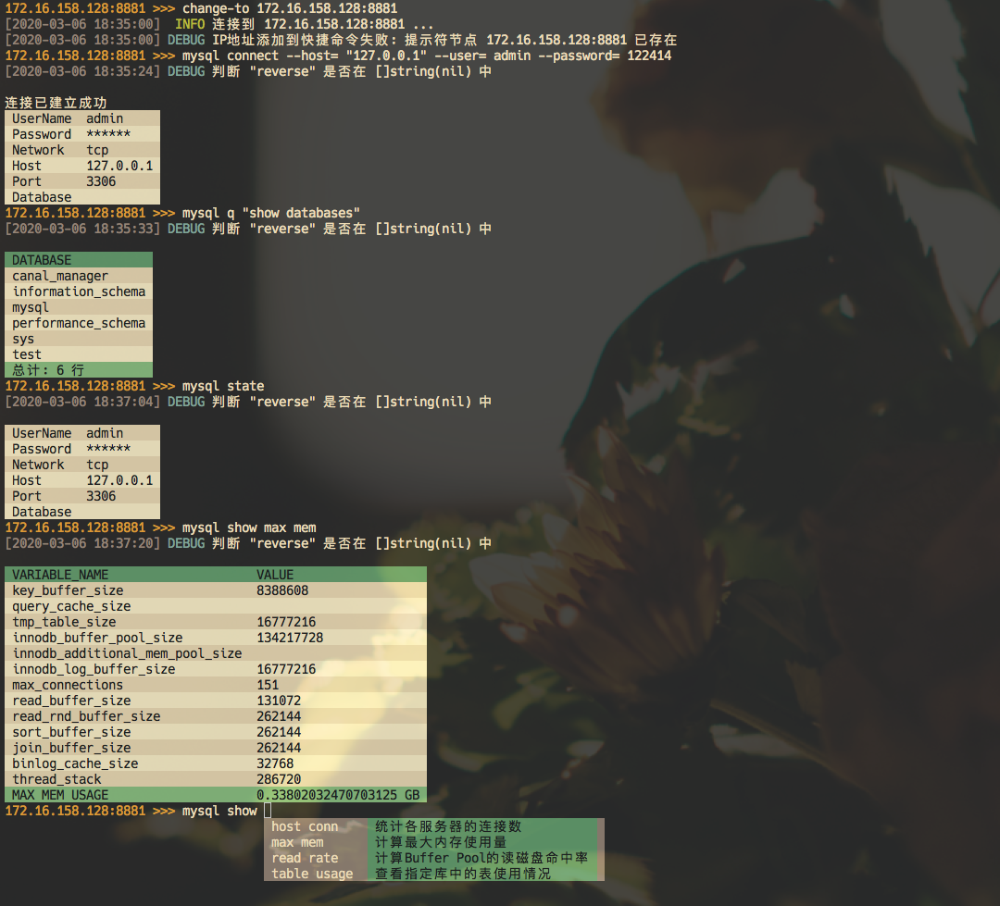 172.16.158.128:8881 >>> change-to 172.16.158.128:8881
[2020-03-06 18:35:00]  INFO 连接到 172.16.158.128:8881 ...
[2020-03-06 18:35:00] DEBUG IP地址添加到快捷命令失败: 提示符节点 172.16.158.128:8881 已存在
172.16.158.128:8881 >>> mysql connect --host= "127.0.0.1" --user= admin --password= 122414
[2020-03-06 18:35:24] DEBUG 判断 "reverse" 是否在 []string(nil) 中
连接已建立成功
UserName  admin
Password  ******
Network   tcp
Host      127.0.0.1
Port      3306
Database
172.16.158.128:8881 >>> mysql q "show databases"
[2020-03-06 18:35:33] DEBUG 判断 "reverse" 是否在 []string(nil) 中
DATABASE
canal_manager
information_schema
mysql
performance_schema
sys
test
总计: 6 行
172.16.158.128:8881 >>> mysql state
[2020-03-06 18:37:04] DEBUG 判断 "reverse" 是否在 []string(nil) 中
UserName  admin
Password  ******
Network   tcp
Host      127.0.0.1
Port      3306
Database
172.16.158.128:8881 >>> mysql show max mem
[2020-03-06 18:37:20] DEBUG 判断 "reverse" 是否在 []string(nil) 中
VARIABLE_NAME                    VALUE
key_buffer_size                  8388608
query_cache_size
tmp_table_size                   16777216
innodb_buffer_pool_size          134217728
innodb_additional_mem_pool_size
innodb_log_buffer_size           16777216
max_connections                  151
read_buffer_size                 131072
read_rnd_buffer_size             262144
sort_buffer_size                 262144
join_buffer_size                 262144
binlog_cache_size                32768
thread_stack                     286720
MAX MEM USAGE                    0.33802032470703125 GB
172.16.158.128:8881 >>> mysql show
host conn    统计各服务器的连接数
max mem      计算最大内存使用量
read rate    计算Buffer Pool的读磁盘命中率
table usage  查看指定库中的表使用情况